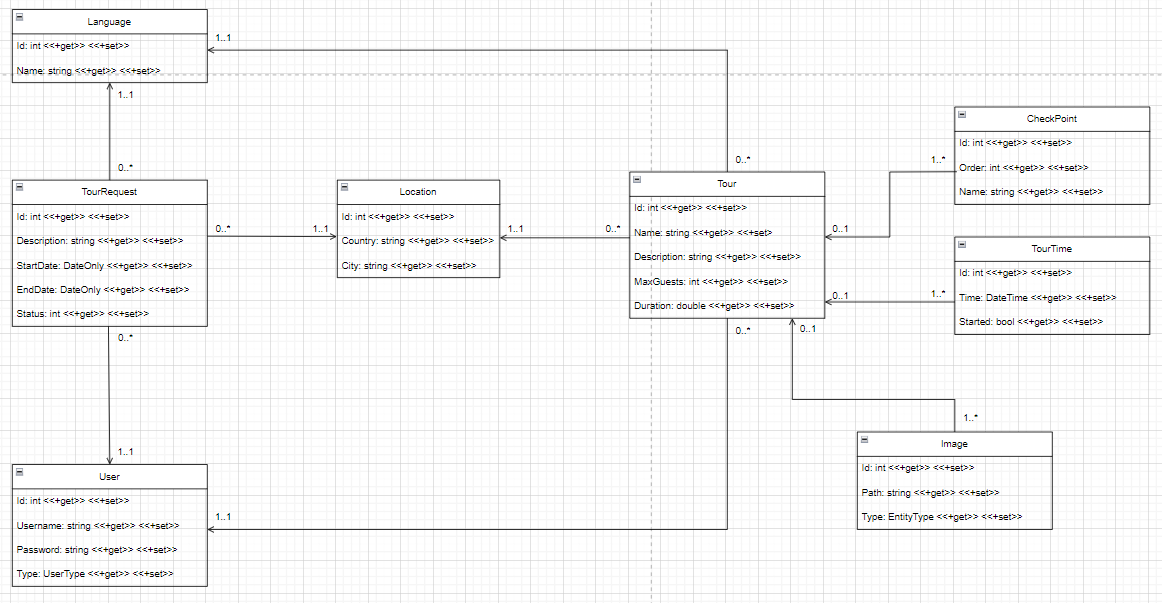 Language
Id: int <<+get>> <<+set>>
Name: string <<+get>> <<+set>>
1..1
1..1
0..*
TourRequest
Id: int <<+get>> <<+set>>
Description: string <<+get>> <<+set>>
StartDate: DateOnly <<+get>> <<+set>>
EndDate: DateOnly <<+get>> <<+set>>
Status: int <<+get>> <<+set>>
0..*
1..1
Location
Id: int <<+get>> <<+set>>
Country: string <<+get>> <<+set>>
City: string <<+get>> <<+set>>
1..1
0..*
0..*
Tour
Id: int <<+get>> <<+set>>
Name: string <<+get>> <<+set>
Description: string <<+get>> <<+set>>
MaxGuests: int <<+get>> <<+set>>
Duration: double <<+get>> <<+set>>
0..*
0..1
0..1
0..1
1..*
CheckPoint
Id: int <<+get>> <<+set>>
Order: int <<+get>> <<+set>>
Name: string <<+get>> <<+set>>
1..*
TourTime
Id: int <<+get>> <<+set>>
Time: DateTime <<+get>> <<+set>>
Started: bool <<+get>> <<+set>>
1..*
Image
Id: int <<+get>> <<+set>>
Path: string <<+get>> <<+set>>
Type: EntityType <<+get>> <<+set>>
0..*
1..1
User
Id: int <<+get>> <<+set>>
Username: string <<+get>> <<+set>>
Password: string <<+get>> <<+set>>
Type: UserType <<+get>> <<+set>>
1..1